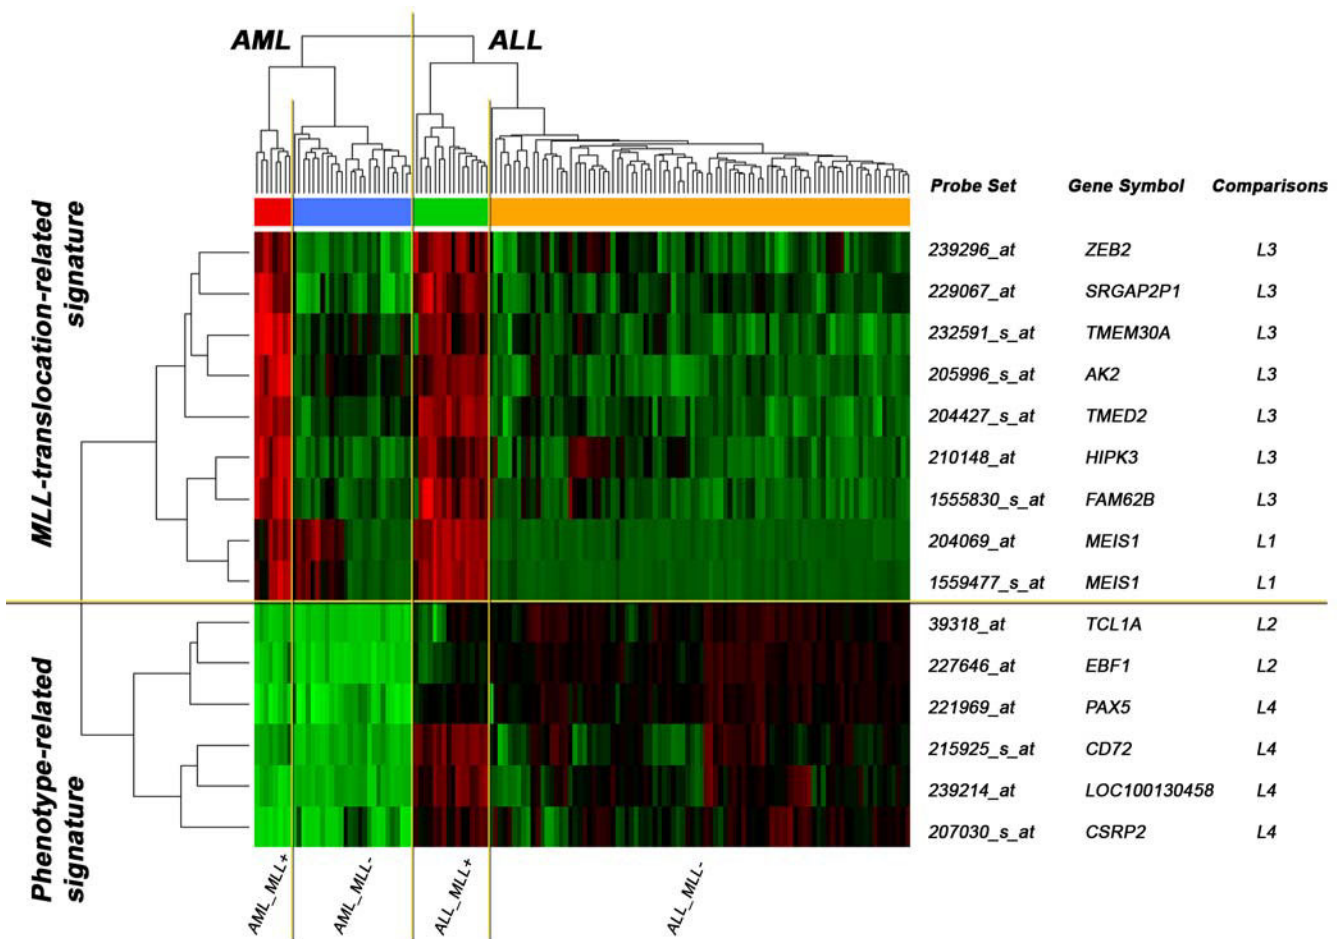 AML
ALL
Probe Set Gene Symbol Comparisons
MLL-translocation-related
signature
239296_at ZEB2 L3
229067_at SRGAP2P1 L3
232591_s_at TMEM30A L3
205996_s_at AK2 L3
204427_s_at TMED2 L3
210148_at HIPK3 L3
1555830_s_at FAM62B L3
204069_at MEIS1 L1
1559477_s_at MEIS1 L1
Phenotype-related
signature
39318_at TCL1A L2
227646_at EBF1 L2
221969_at PAX5 L4
215925_s_at CD72 L4
239214_at LOC100130458 L4
207030_s_at CSRP2 L4
AML_MLL+
AML_MLL-
ALL_MLL+
ALL_MLL-